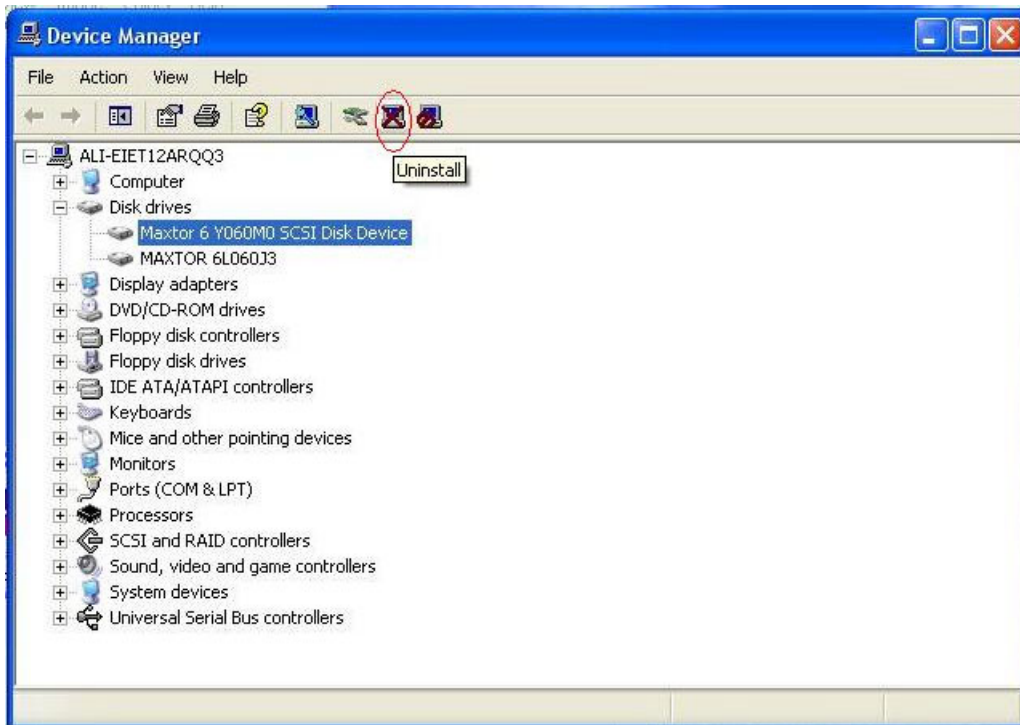 Device Manager
File Action View Help
Uninstall
ALI-EIET12ARQQ3
Computer
Disk drives
Maxtor 6 Y060M0 SCSI Disk Device
MAXTOR 6L060J3
Display adapters
DVD/CD-ROM drives
Floppy disk controllers
Floppy disk drives
IDE ATA/ATAPI controllers
Keyboards
Mice and other pointing devices
Monitors
Ports (COM & LPT)
Processors
SCSI and RAID controllers
Sound, video and game controllers
System devices
Universal Serial Bus controllers